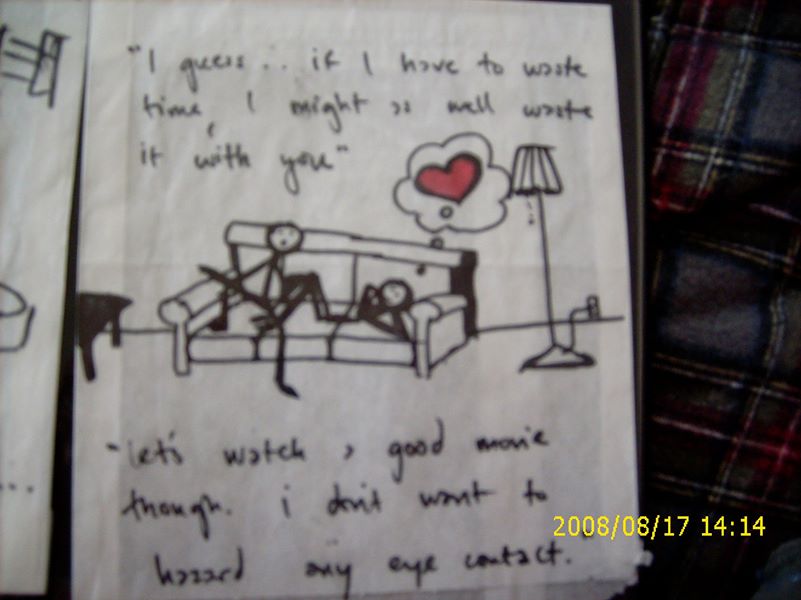 "I guess... if I have to waste
time, I might as well waste
it with you"
"let's watch a good movie
though. i don't want to
hazard any eye contact."
...
2008/08/17 14:14